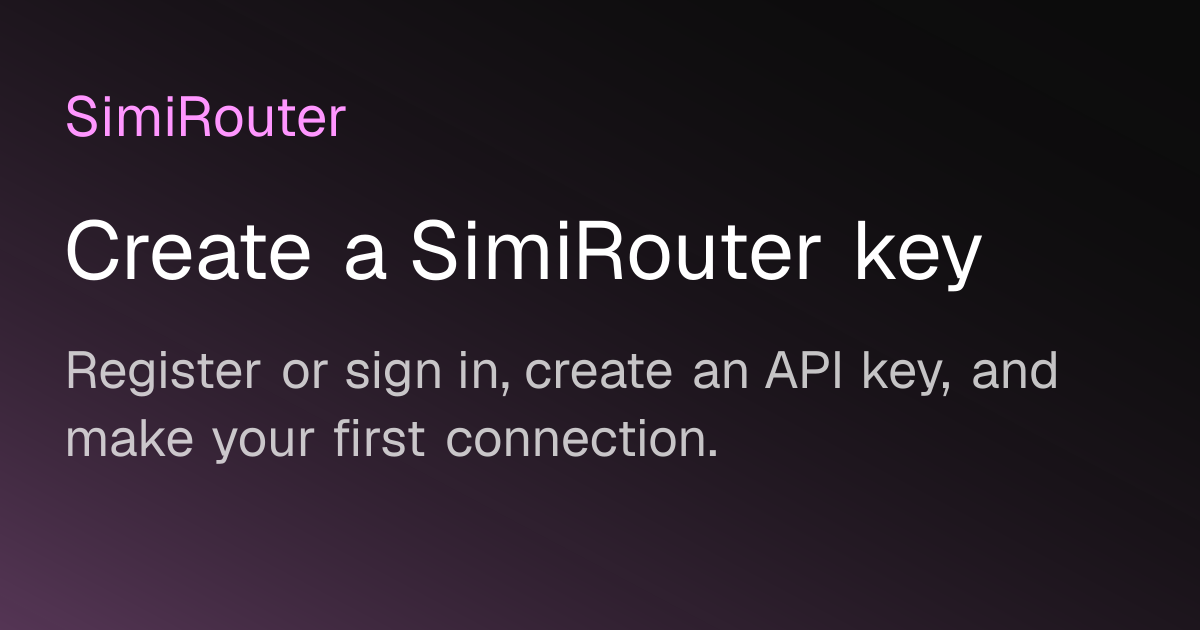 SimiRouter
Create a SimiRouter key
Register or sign in, create an API key, and
make your first connection.